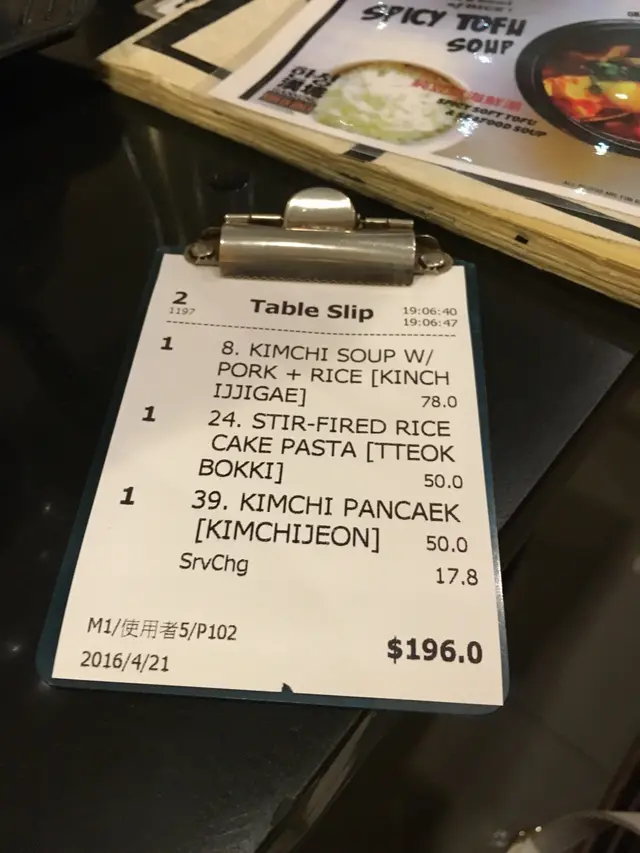 SPICY TOFU
SOUP
SPICY SOFT TOFU
& SEAFOOD SOUP
2 Table Slip 19:06:40
1197 19:06:47
1 8. KIMCHI SOUP W/
PORK + RICE [KINCH
IJJIGAE] 78.0
1 24. STIR-FIRED RICE
CAKE PASTA [TTEOK
BOKKI] 50.0
1 39. KIMCHI PANCAEK
[KIMCHIJEON] 50.0
SrvChg 17.8
M1/使用者5/P102 $196.0
2016/4/21